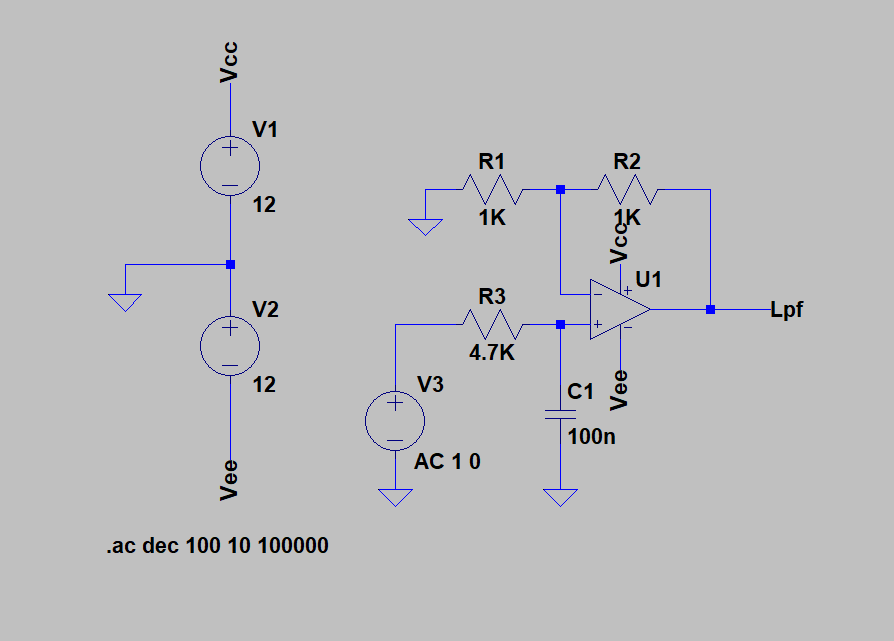 Vcc
V1
12
V2
12
Vee
R1
1K
R2
1K
Vcc
U1
R3
4.7K
Lpf
V3
AC 1 0
C1
100n
Vee
.ac dec 100 10 100000